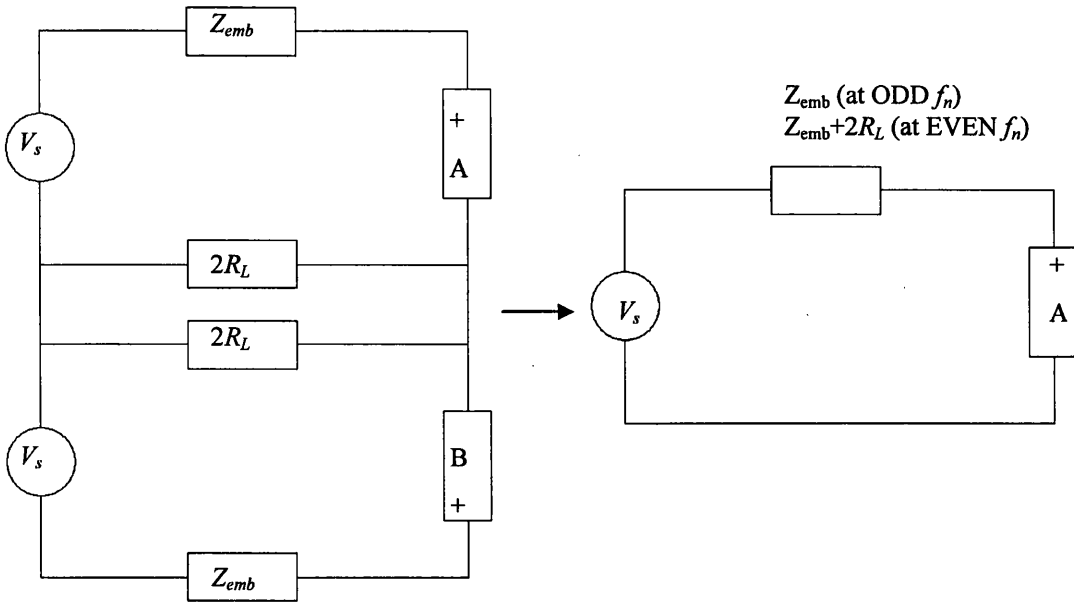 Z_emb
V_s
+
A
2R_L
2R_L
V_s
B
+
Z_emb
Z_emb (at ODD f_n)
Z_emb+2R_L (at EVEN f_n)
V_s
+
A